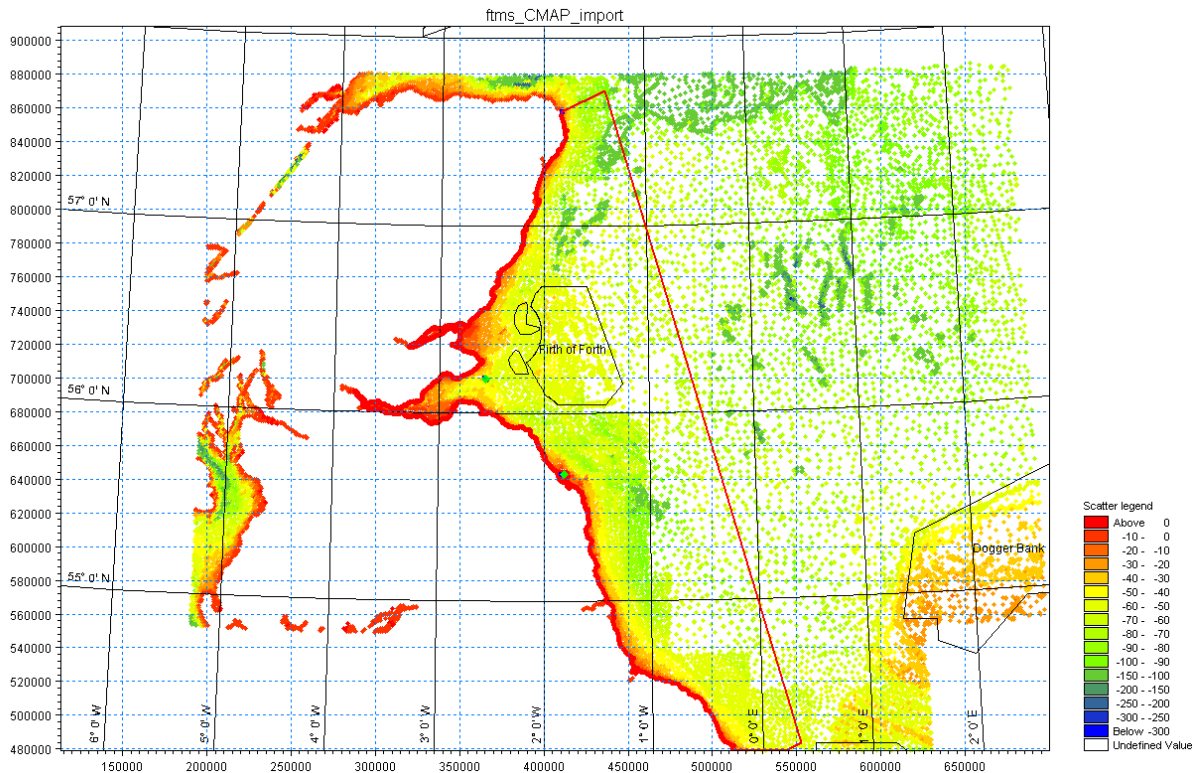 ftms_CMAP_import
900000
880000
860000
840000
820000
57° 0' N
800000
780000
760000
740000
720000
Firth of Forth
700000
56° 0' N
680000
660000
640000
620000
600000
Dogger Bank
580000
55° 0' N
560000
540000
520000
500000
480000
6° 0' W
5° 0' W
4° 0' W
3° 0' W
2° 0' W
1° 0' W
0° 0' E
1° 0' E
2° 0' E
150000 200000 250000 300000 350000 400000 450000 500000 550000 600000 650000
Scatter legend
Above 0
-10 - 0
-20 - -10
-30 - -20
-40 - -30
-50 - -40
-60 - -50
-70 - -60
-80 - -70
-90 - -80
-100 - -90
-150 - -100
-200 - -150
-250 - -200
-300 - -250
Below -300
Undefined Value